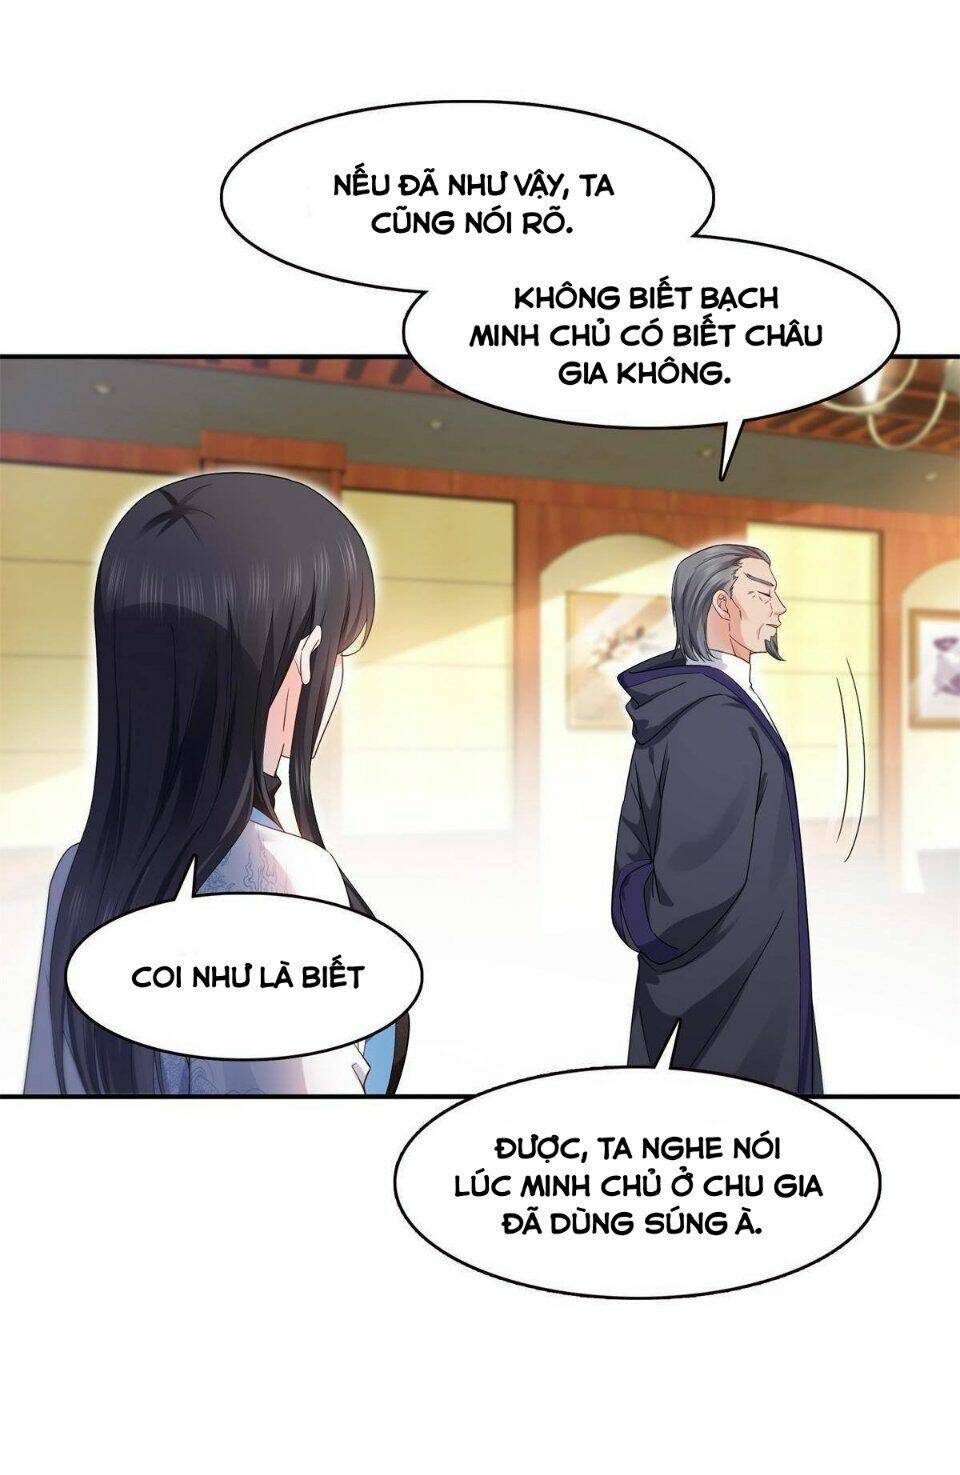 NẾU ĐÃ NHƯ VẬY, TA
CŨNG NÓI RÕ.
KHÔNG BIẾT BẠCH
MINH CHỦ CÓ BIẾT CHÂU
GIA KHÔNG.
COI NHƯ LÀ BIẾT
ĐƯỢC, TA NGHE NÓI
LÚC MINH CHỦ Ở CHU GIA
ĐÃ DÙNG SÚNG À.